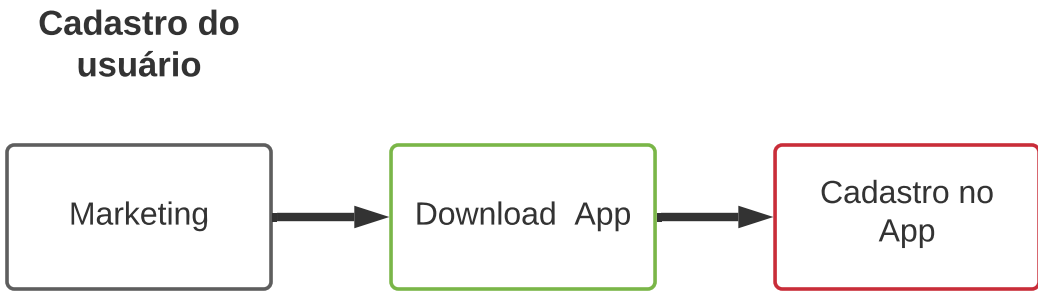 Cadastro do
usuário
Marketing
Download App
Cadastro no
App